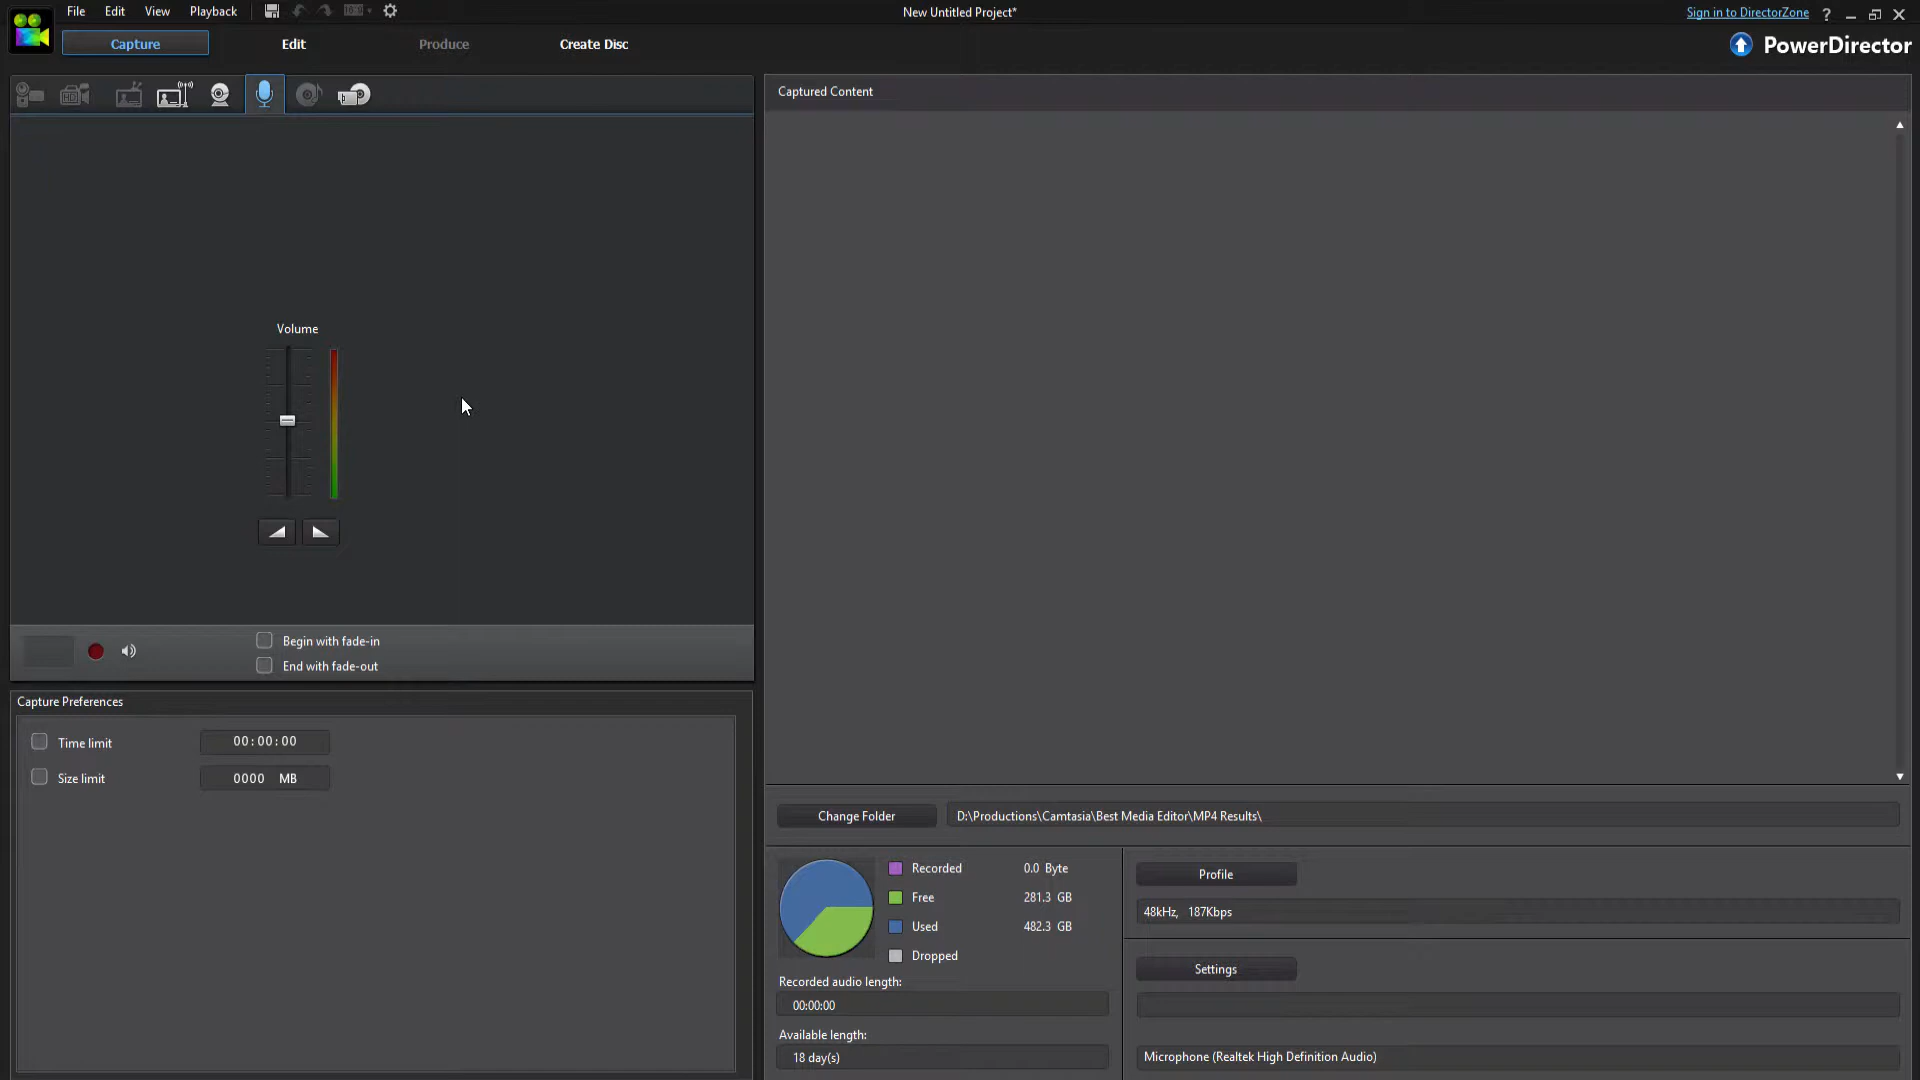 File Edit View Playback
New Untitled Project*
Sign in to DirectorZone ?
Capture Edit Produce Create Disc
PowerDirector
Captured Content
Volume
Begin with fade-in
End with fade-out
Capture Preferences
Time limit 00:00:00
Size limit 0000 MB
Change Folder D:\Productions\Camtasia\Best Media Editor\MP4 Results\
Recorded 0.0 Byte
Free 281.3 GB
Used 482.3 GB
Dropped
Recorded audio length:
00:00:00
Available length:
18 day(s)
Profile
48kHz, 187Kbps
Settings
Microphone (Realtek High Definition Audio)